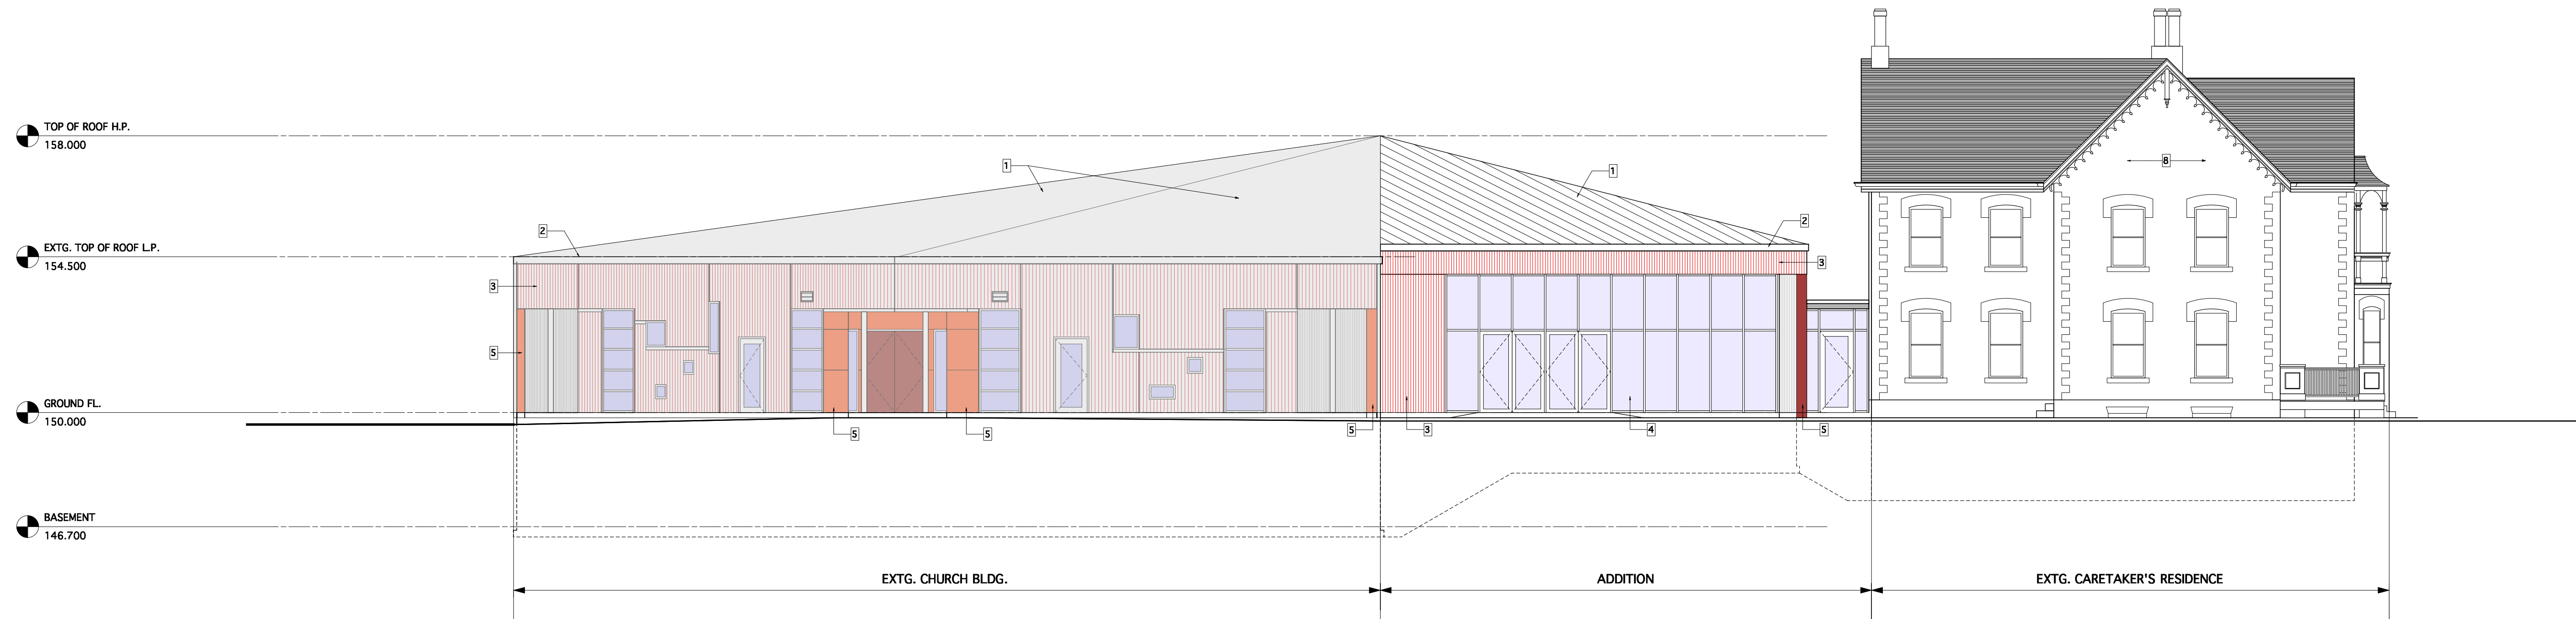 TOP OF ROOF H.P.
158.000
8
1
1
2
2
EXTG. TOP OF ROOF L.P.
154.500
3
3
5
GROUND FL.
150.000
5
5
5
3
4
5
BASEMENT
146.700
EXTG. CHURCH BLDG.
ADDITION
EXTG. CARETAKER'S RESIDENCE